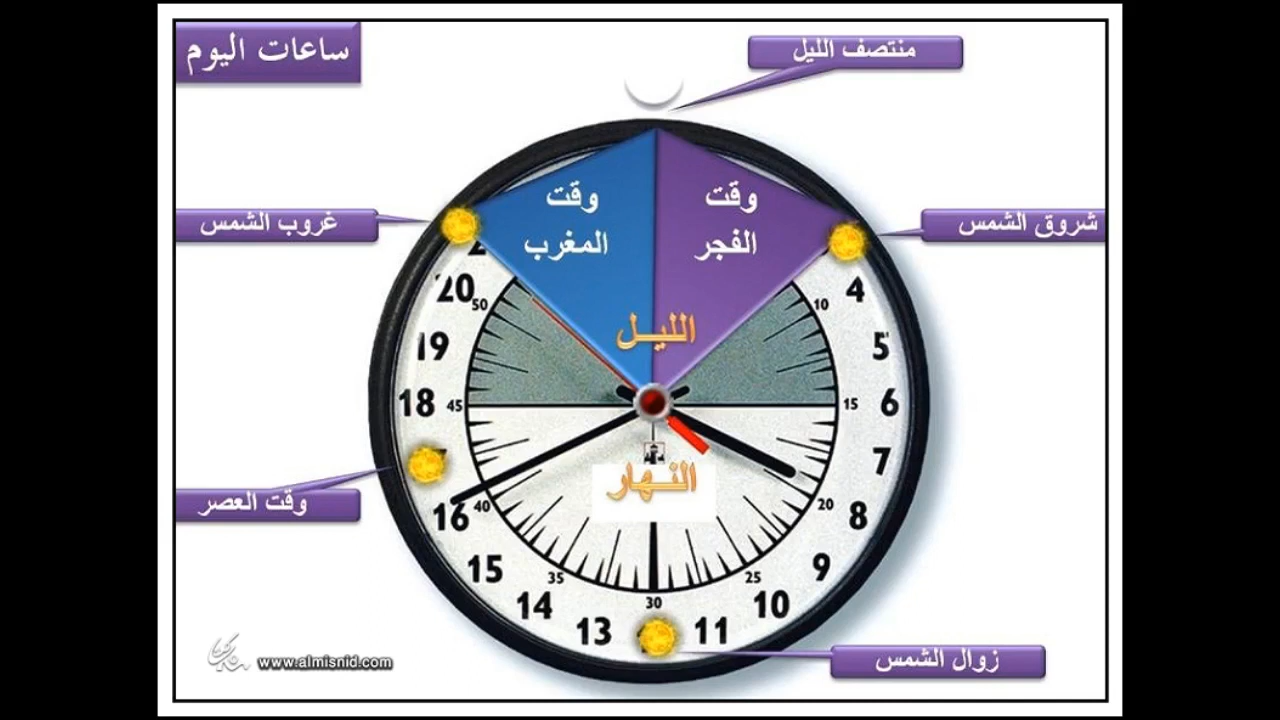 ساعات اليوم
منتصف الليل
وقت
المغرب
وقت
الفجر
غروب الشمس
شروق الشمس
الليـل
النـهار
وقت العصر
زوال الشمس
20
19
18
16
15
14
13
11
10
9
8
7
6
5
4
50
45
40
35
30
25
20
15
10
www.almisnid.com